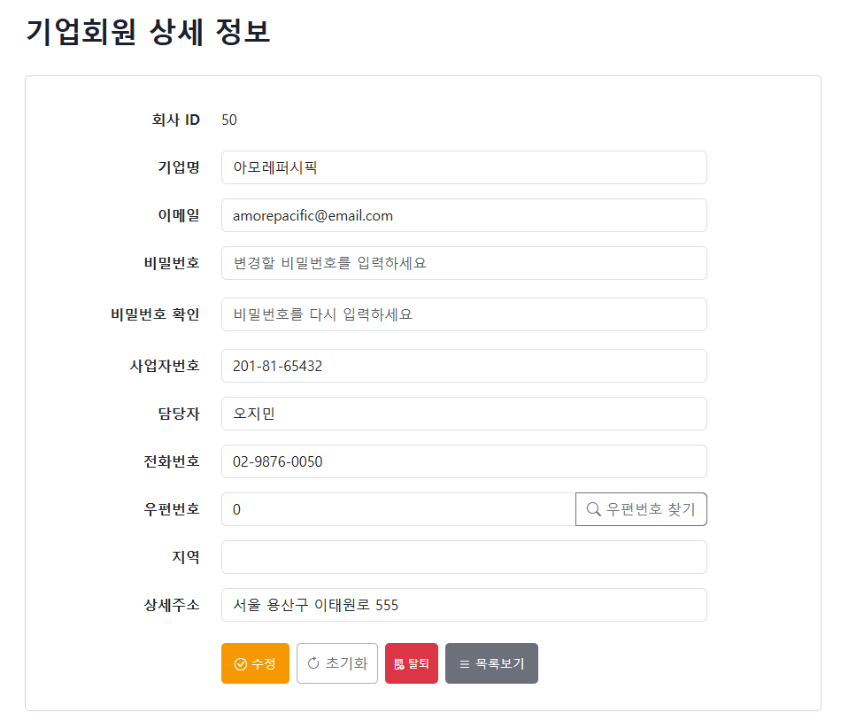 기업회원 상세 정보
회사 ID 50
기업명 아모레퍼시픽
이메일 amorepacific@email.com
비밀번호 변경할 비밀번호를 입력하세요
비밀번호 확인 비밀번호를 다시 입력하세요
사업자번호 201-81-65432
담당자 오지민
전화번호 02-9876-0050
우편번호 0 우편번호 찾기
지역
상세주소 서울 용산구 이태원로 555
수정 초기화 탈퇴 목록보기